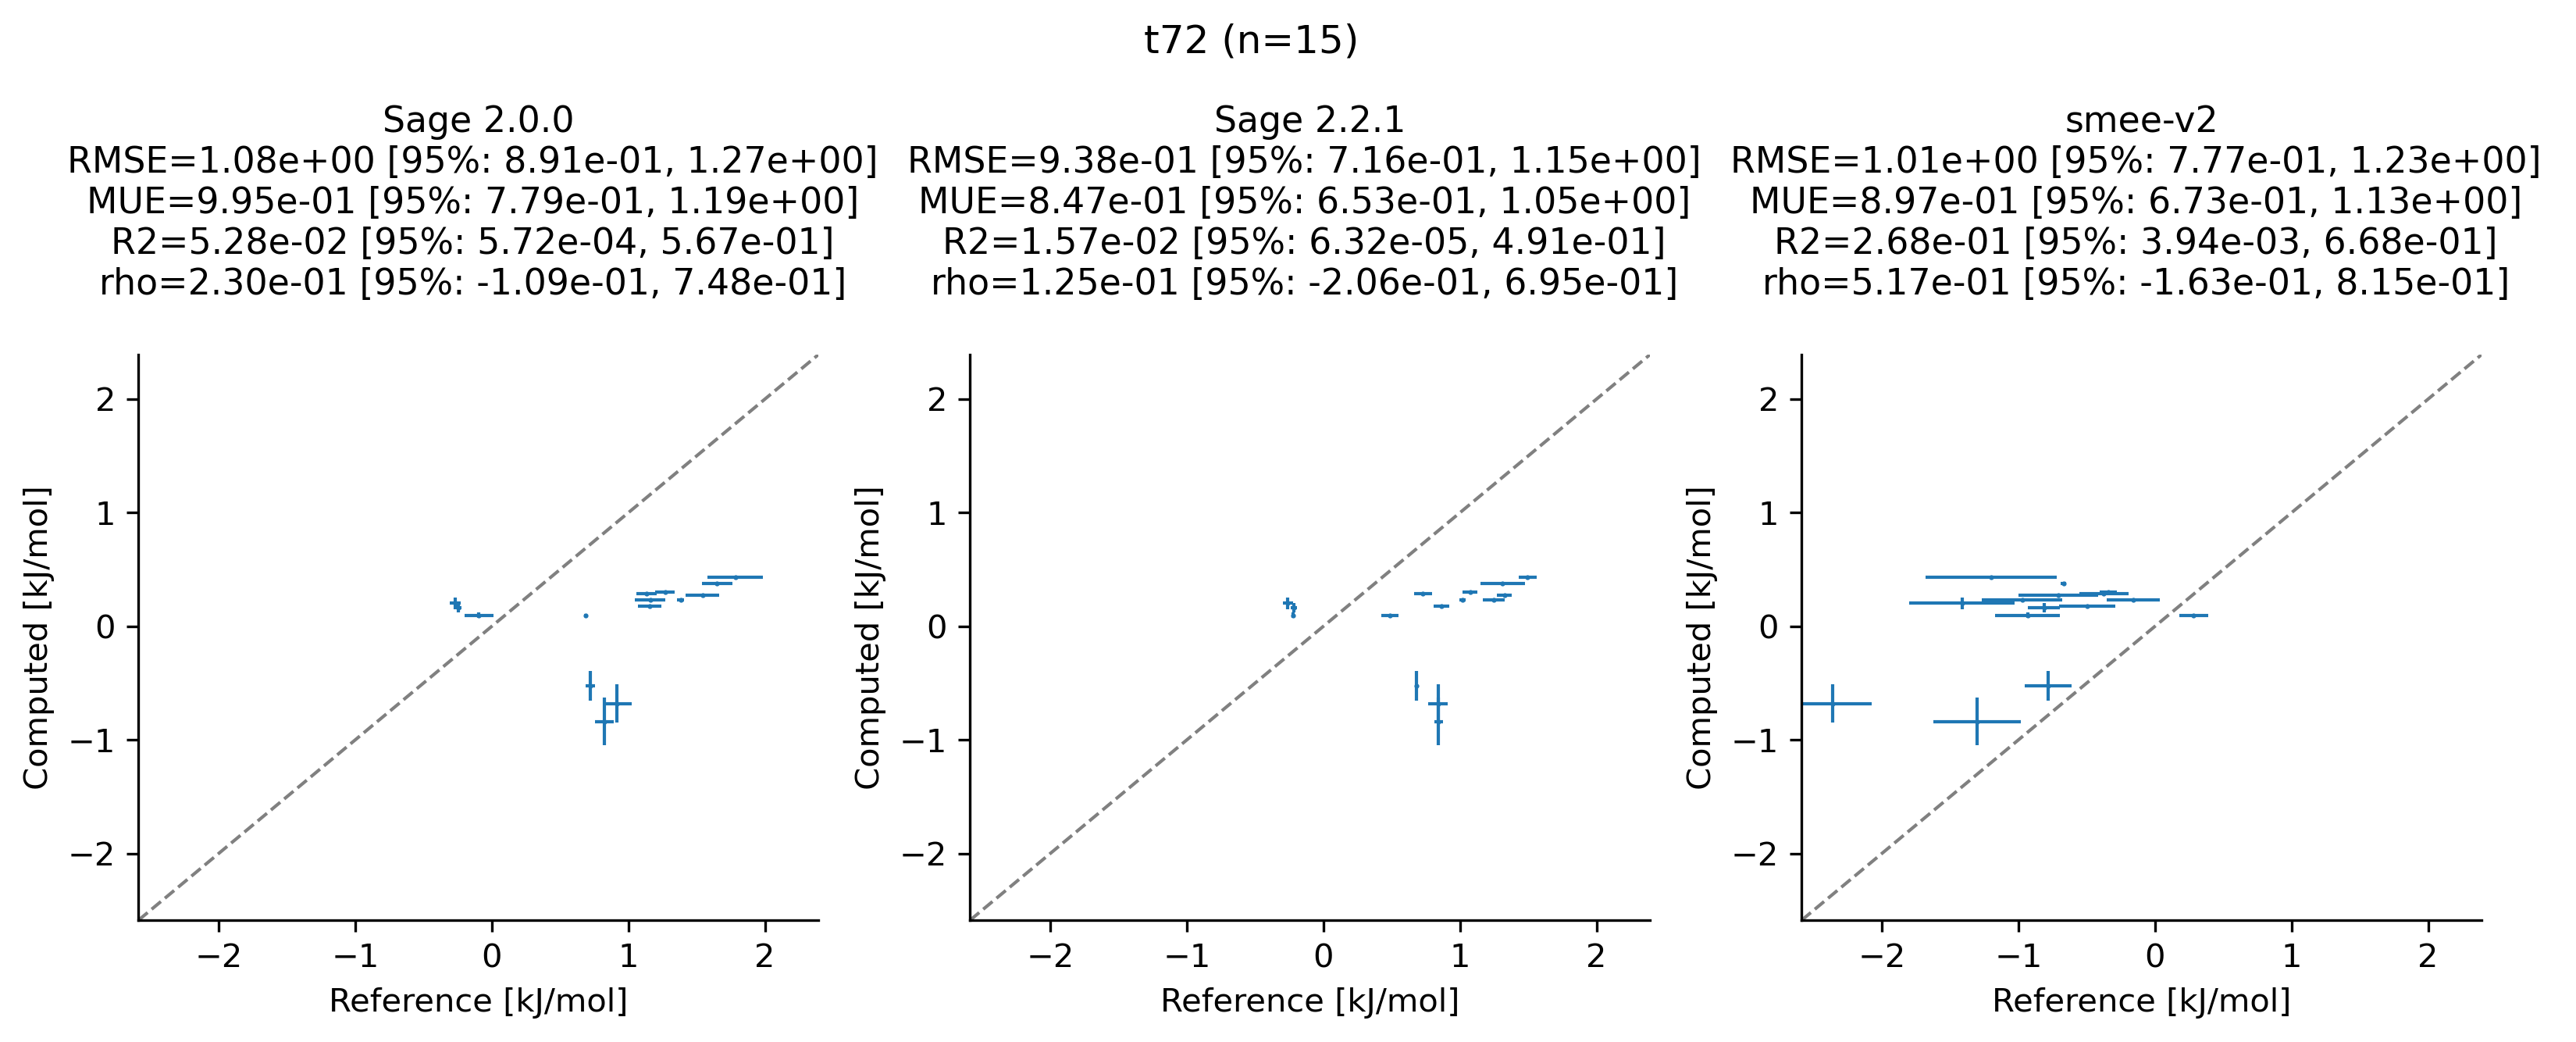 t72 (n=15)
Sage 2.0.0
RMSE=1.08e+00 [95%: 8.91e-01, 1.27e+00]
MUE=9.95e-01 [95%: 7.79e-01, 1.19e+00]
R2=5.28e-02 [95%: 5.72e-04, 5.67e-01]
rho=2.30e-01 [95%: -1.09e-01, 7.48e-01]
2
1
0
−1
−2
−2
−1
0
1
2
Computed [kJ/mol]
Reference [kJ/mol]
Sage 2.2.1
RMSE=9.38e-01 [95%: 7.16e-01, 1.15e+00]
MUE=8.47e-01 [95%: 6.53e-01, 1.05e+00]
R2=1.57e-02 [95%: 6.32e-05, 4.91e-01]
rho=1.25e-01 [95%: -2.06e-01, 6.95e-01]
2
1
0
−1
−2
−2
−1
0
1
2
Computed [kJ/mol]
Reference [kJ/mol]
smee-v2
RMSE=1.01e+00 [95%: 7.77e-01, 1.23e+00]
MUE=8.97e-01 [95%: 6.73e-01, 1.13e+00]
R2=2.68e-01 [95%: 3.94e-03, 6.68e-01]
rho=5.17e-01 [95%: -1.63e-01, 8.15e-01]
2
1
0
−1
−2
−2
−1
0
1
2
Computed [kJ/mol]
Reference [kJ/mol]